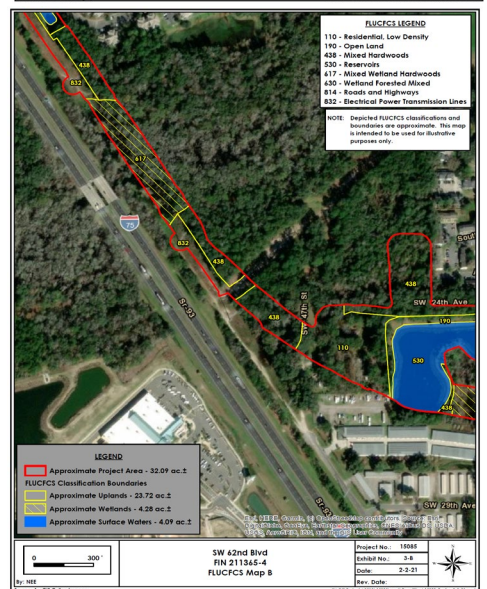 FLUCFCS LEGEND
110 - Residential, Low Density
190 - Open Land
438 - Mixed Hardwoods
530 - Reservoirs
617 - Mixed Wetland Hardwoods
630 - Wetland Forested Mixed
814 - Roads and Highways
832 - Electrical Power Transmission Lines
NOTE: Depicted FLUCFCS classifications and
boundaries are approximate. This map
is intended to be used for illustrative
purposes only.
438
832
617
75
832
438
Sr-93
438
SW 47th St
110
438
Sout
SW 24th Ave
190
530
438
SW 29th Ave
Sr-93
LEGEND
Approximate Project Area - 32.09 ac.±
FLUCFCS Classification Boundaries
Approximate Uplands - 23.72 ac.±
Approximate Wetlands - 4.28 ac.±
Approximate Surface Waters - 4.09 ac.±
0 300'
By: NEE
SW 62nd Blvd
FIN 211365-4
FLUCFCS Map B
Project No.: 15085
Exhibit No.: 3-B
Date: 2-2-21
Rev. Date: